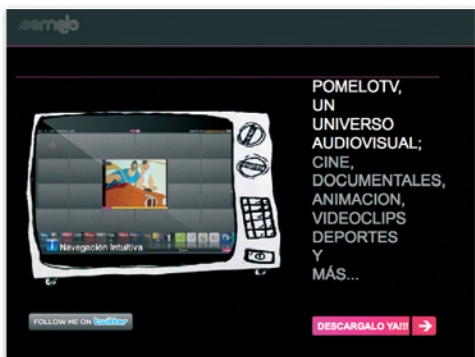 POMELOTV,
UN
UNIVERSO
AUDIOVISUAL;
CINE,
DOCUMENTALES,
ANIMACION,
VIDEOCLIPS
DEPORTES
Y
MÁS...
Navegación Intuitiva
FOLLOW ME ON twitter
DESCARGALO YA!!!